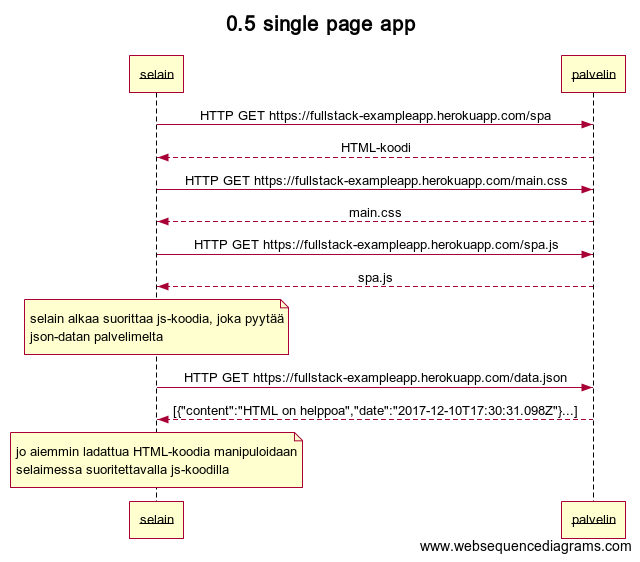 0.5 single page app
selain
palvelin
HTTP GET https://fullstack-exampleapp.herokuapp.com/spa
HTML-koodi
HTTP GET https://fullstack-exampleapp.herokuapp.com/main.css
main.css
HTTP GET https://fullstack-exampleapp.herokuapp.com/spa.js
spa.js
selain alkaa suorittaa js-koodia, joka pyytää
json-datan palvelimelta
HTTP GET https://fullstack-exampleapp.herokuapp.com/data.json
[{"content":"HTML on helppoa","date":"2017-12-10T17:30:31.098Z"}...]
jo aiemmin ladattua HTML-koodia manipuloidaan
selaimessa suoritettavalla js-koodilla
selain
palvelin
www.websequencediagrams.com